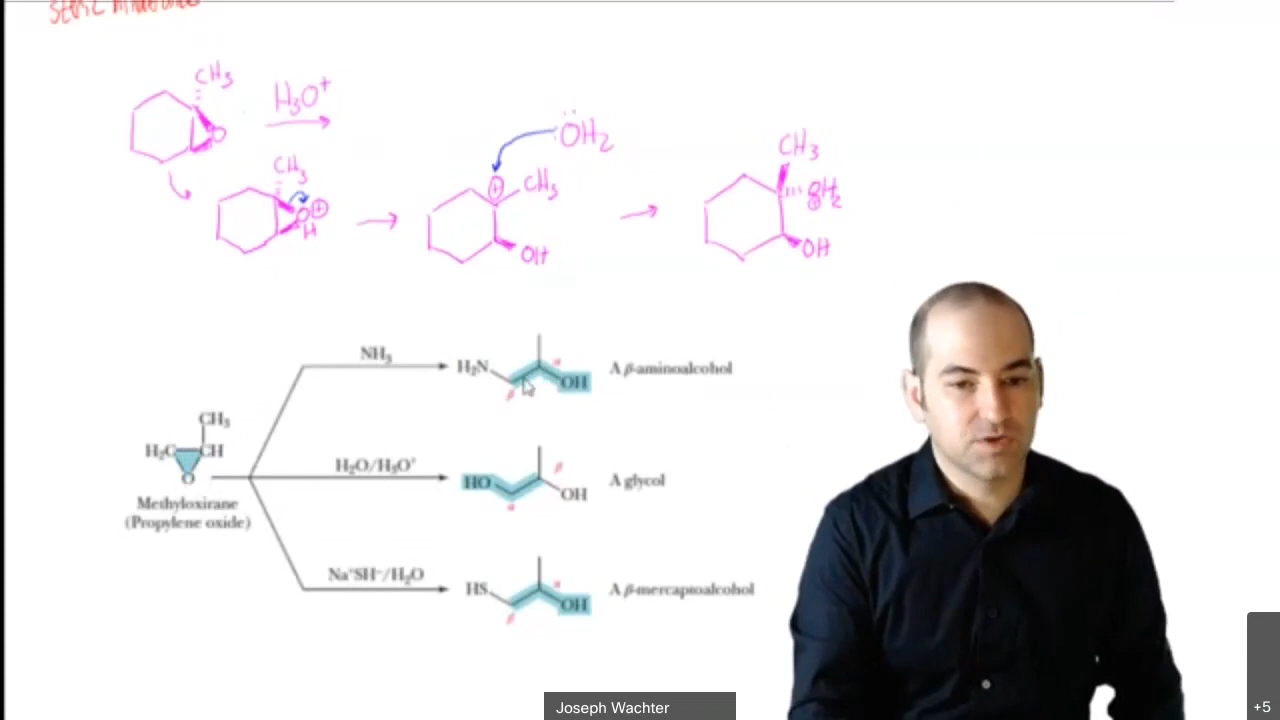 CH3
H3O+
O
CH3
O⊕
H
⊕
CH3
OH
:ÖH2
CH3
OH2
⊕
OH
NH3
H2N
α
OH
β
A β-aminoalcohol
CH3
H2C
CH
O
Methyloxirane
(Propylene oxide)
H2O/H3O+
HO
α
β
OH
A glycol
Na+SH−/H2O
HS
α
OH
β
A β-mercaptoalcohol
Joseph Wachter
+5